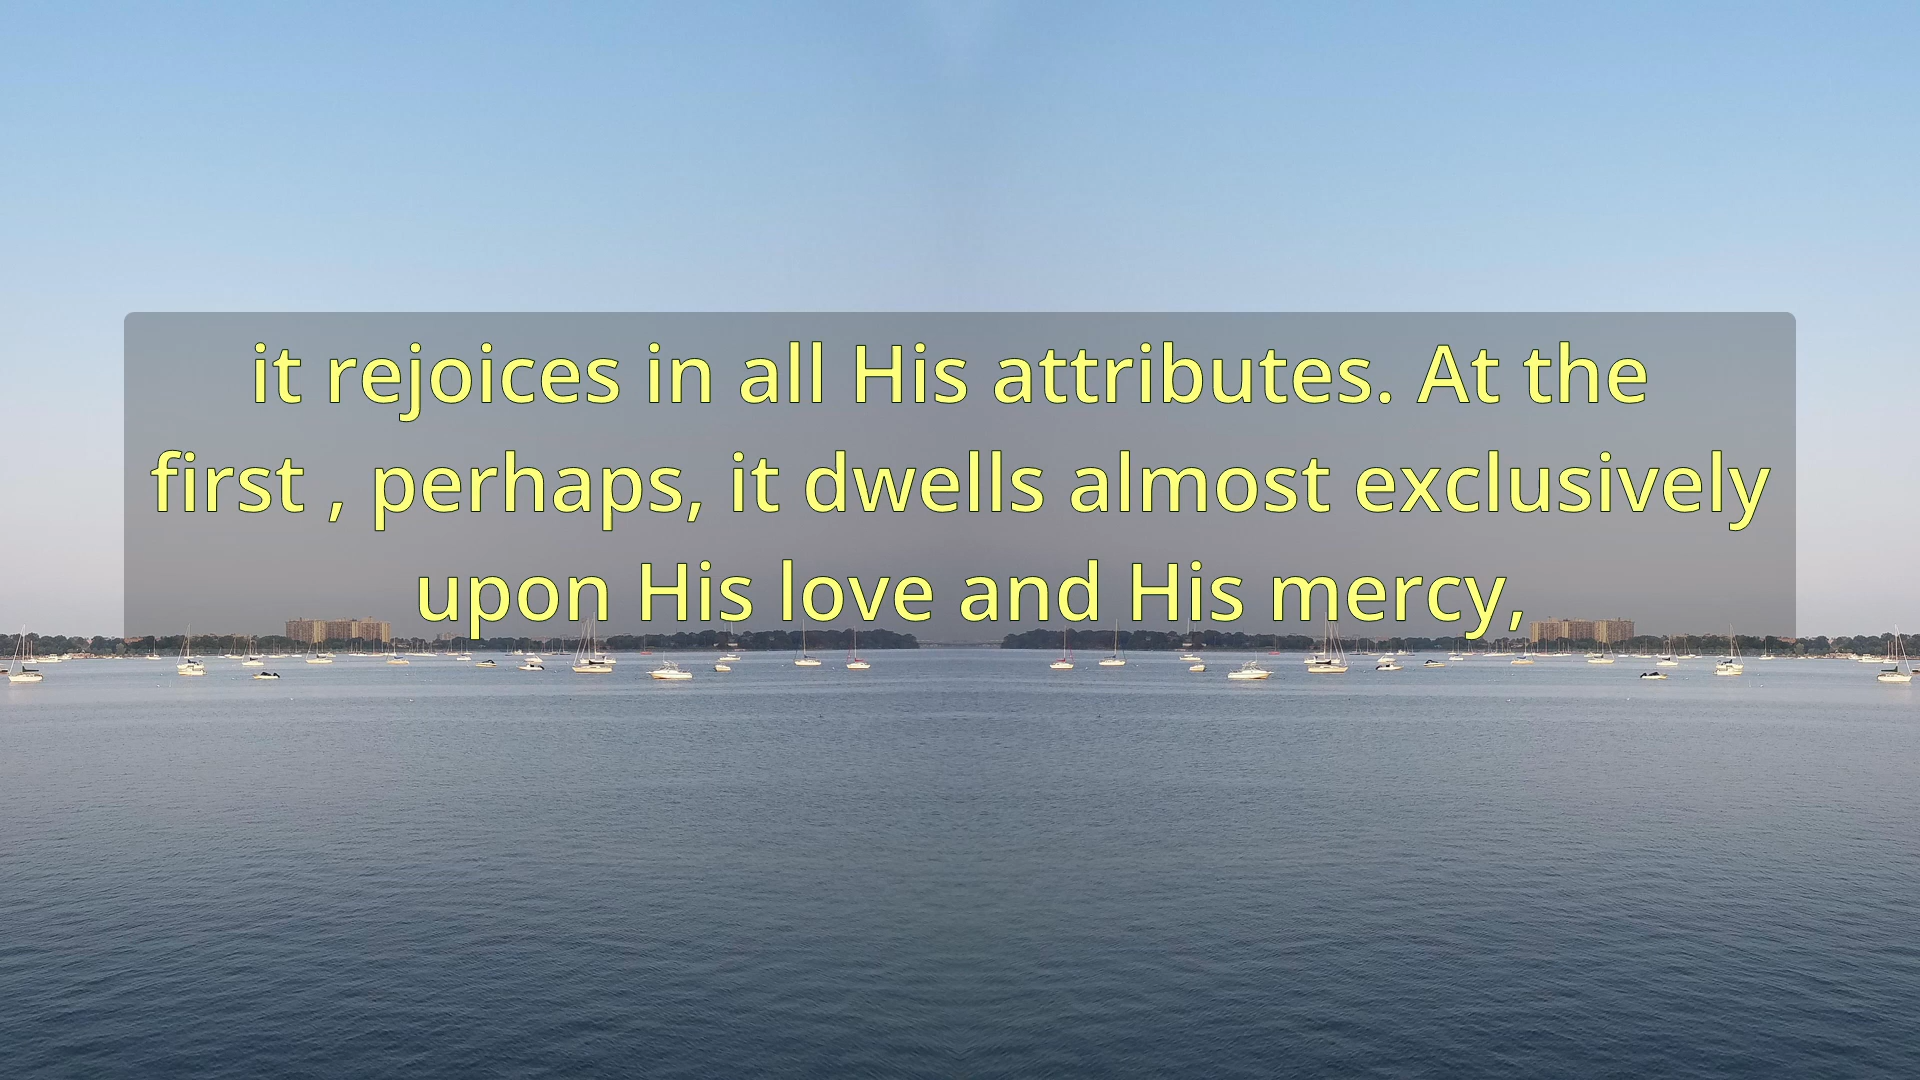 it rejoices in all His attributes. At the
first , perhaps, it dwells almost exclusively
upon His love and His mercy,